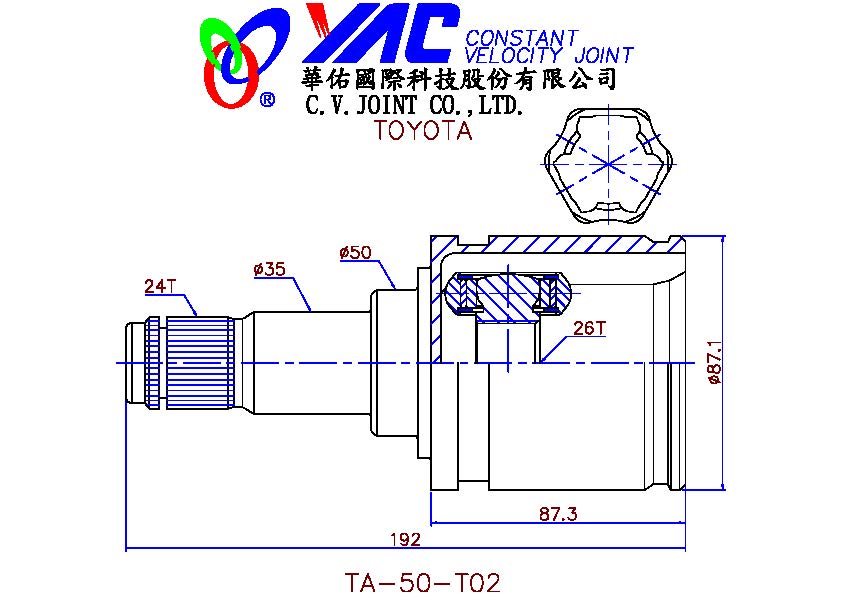 YAC CONSTANT VELOCITY JOINT
華佑國際科技股份有限公司
®
C.V.JOINT CO.,LTD.
TOYOTA
ø50
ø35
24T
26T
ø87.1
87.3
192
TA-50-T02